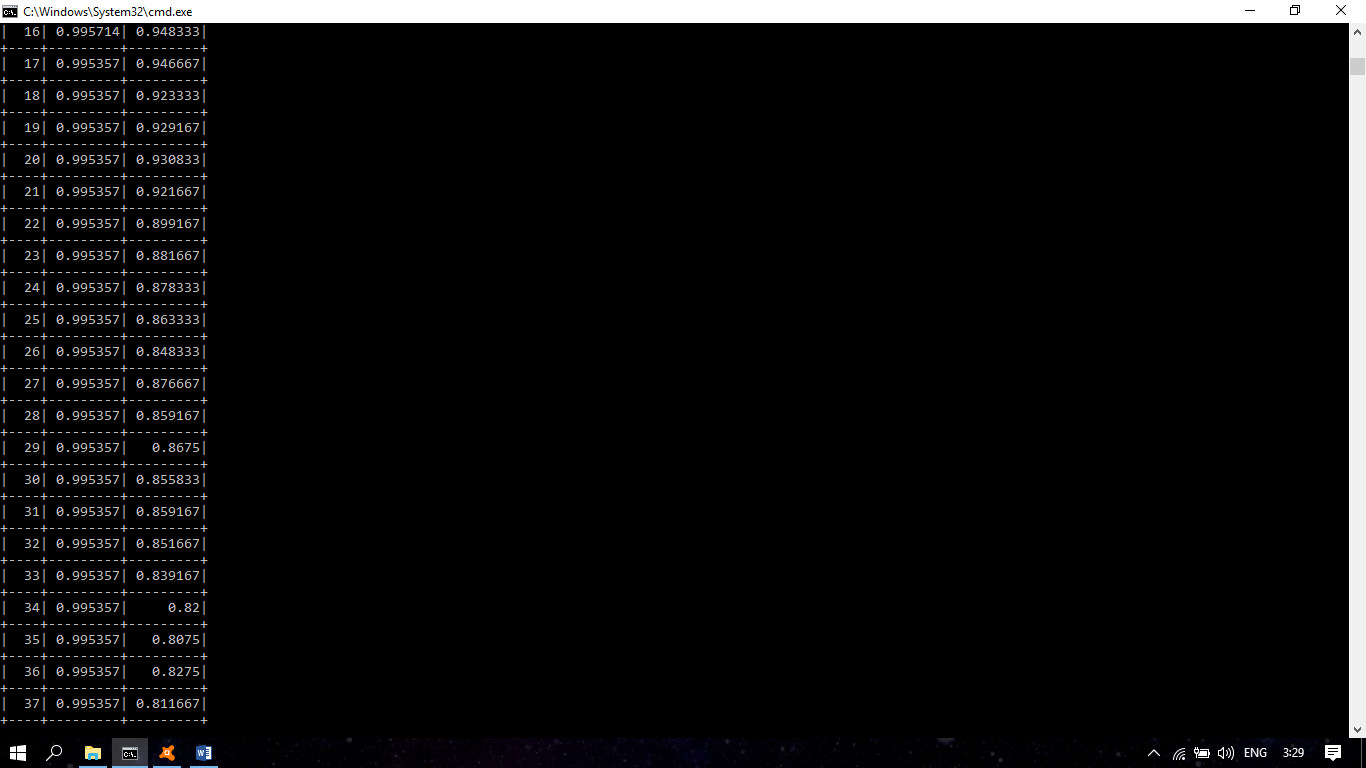 C:\Windows\System32\cmd.exe
|  16| 0.995714| 0.948333|
+----+---------+---------+
|  17| 0.995357| 0.946667|
+----+---------+---------+
|  18| 0.995357| 0.923333|
+----+---------+---------+
|  19| 0.995357| 0.929167|
+----+---------+---------+
|  20| 0.995357| 0.930833|
+----+---------+---------+
|  21| 0.995357| 0.921667|
+----+---------+---------+
|  22| 0.995357| 0.899167|
+----+---------+---------+
|  23| 0.995357| 0.881667|
+----+---------+---------+
|  24| 0.995357| 0.878333|
+----+---------+---------+
|  25| 0.995357| 0.863333|
+----+---------+---------+
|  26| 0.995357| 0.848333|
+----+---------+---------+
|  27| 0.995357| 0.876667|
+----+---------+---------+
|  28| 0.995357| 0.859167|
+----+---------+---------+
|  29| 0.995357|   0.8675|
+----+---------+---------+
|  30| 0.995357| 0.855833|
+----+---------+---------+
|  31| 0.995357| 0.859167|
+----+---------+---------+
|  32| 0.995357| 0.851667|
+----+---------+---------+
|  33| 0.995357| 0.839167|
+----+---------+---------+
|  34| 0.995357|     0.82|
+----+---------+---------+
|  35| 0.995357|   0.8075|
+----+---------+---------+
|  36| 0.995357|   0.8275|
+----+---------+---------+
|  37| 0.995357| 0.811667|
+----+---------+---------+
ENG 3:29